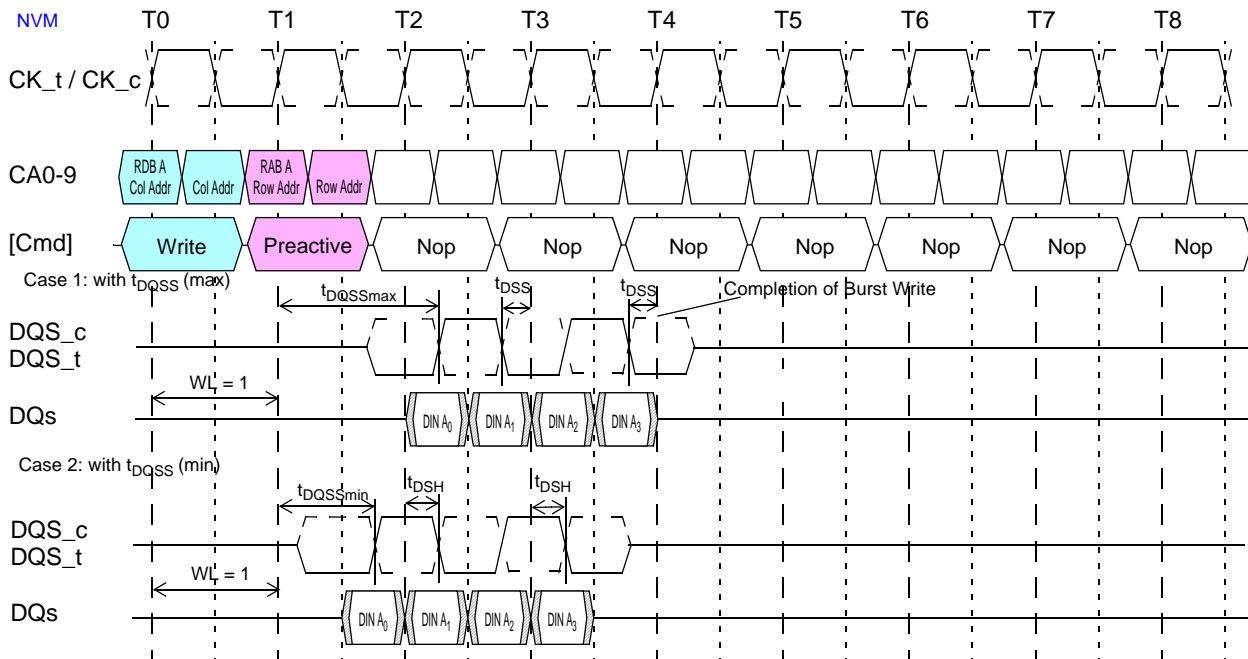 NVM T0 T1 T2 T3 T4 T5 T6 T7 T8
CK_t / CK_c
CA0-9
RDB A
Col Addr
Col Addr
RAB A
Row Addr
Row Addr
[Cmd] Write Preactive Nop Nop Nop Nop Nop Nop Nop
Case 1: with tDQSS (max)
tDQSSmax tDSS tDSS Completion of Burst Write
DQS_c
DQS_t
WL = 1
DQs DIN A0 DIN A1 DIN A2 DIN A3
Case 2: with tDQSS (min)
tDQSSmin tDSH tDSH
DQS_c
DQS_t
WL = 1
DQs DIN A0 DIN A1 DIN A2 DIN A3